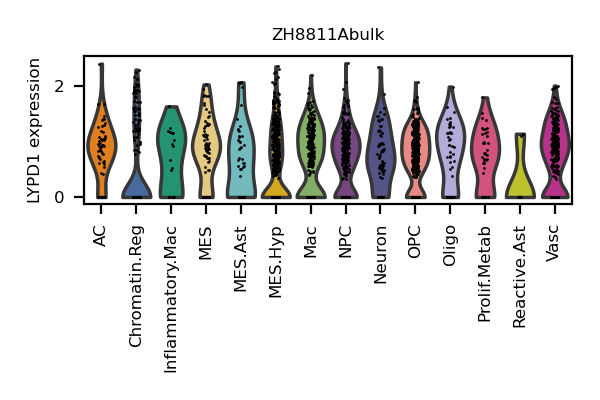 ZH8811Abulk
LYPD1 expression
2
0
AC
Chromatin.Reg
Inflammatory.Mac
MES
MES.Ast
MES.Hyp
Mac
NPC
Neuron
OPC
Oligo
Prolif.Metab
Reactive.Ast
Vasc